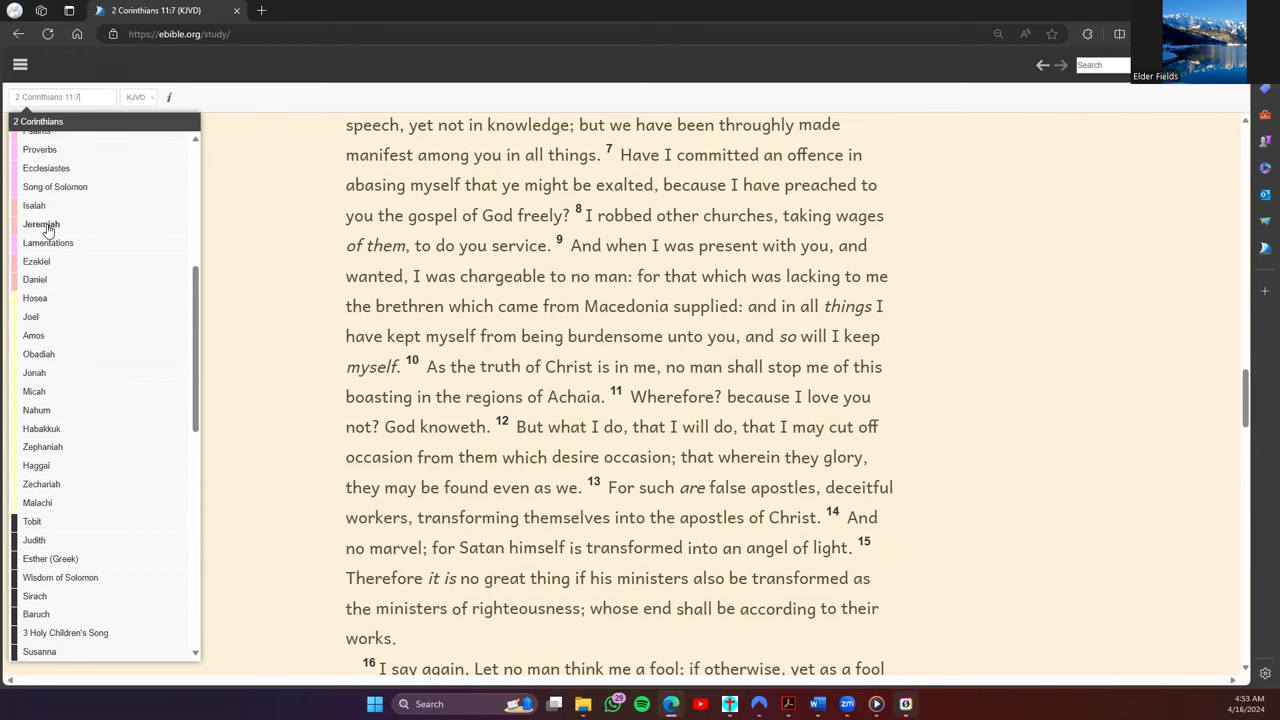 2 Corinthians 11:7 (KJVD)
https://ebible.org/study/
Elder Fields
Search
2 Corinthians 11:7
KJVD
2 Corinthians
Psalms
Proverbs
Ecclesiastes
Song of Solomon
Isaiah
Jeremiah
Lamentations
Ezekiel
Daniel
Hosea
Joel
Amos
Obadiah
Jonah
Micah
Nahum
Habakkuk
Zephaniah
Haggai
Zechariah
Malachi
Tobit
Judith
Esther (Greek)
Wisdom of Solomon
Sirach
Baruch
3 Holy Children's Song
Susanna
speech, yet not in knowledge; but we have been throughly made
manifest among you in all things. 7 Have I committed an offence in
abasing myself that ye might be exalted, because I have preached to
you the gospel of God freely? 8 I robbed other churches, taking wages
of them, to do you service. 9 And when I was present with you, and
wanted, I was chargeable to no man: for that which was lacking to me
the brethren which came from Macedonia supplied: and in all things I
have kept myself from being burdensome unto you, and so will I keep
myself. 10 As the truth of Christ is in me, no man shall stop me of this
boasting in the regions of Achaia. 11 Wherefore? because I love you
not? God knoweth. 12 But what I do, that I will do, that I may cut off
occasion from them which desire occasion; that wherein they glory,
they may be found even as we. 13 For such are false apostles, deceitful
workers, transforming themselves into the apostles of Christ. 14 And
no marvel; for Satan himself is transformed into an angel of light. 15
Therefore it is no great thing if his ministers also be transformed as
the ministers of righteousness; whose end shall be according to their
works.
16 I say again, Let no man think me a fool; if otherwise, yet as a fool
Search
29
4:53 AM
4/16/2024